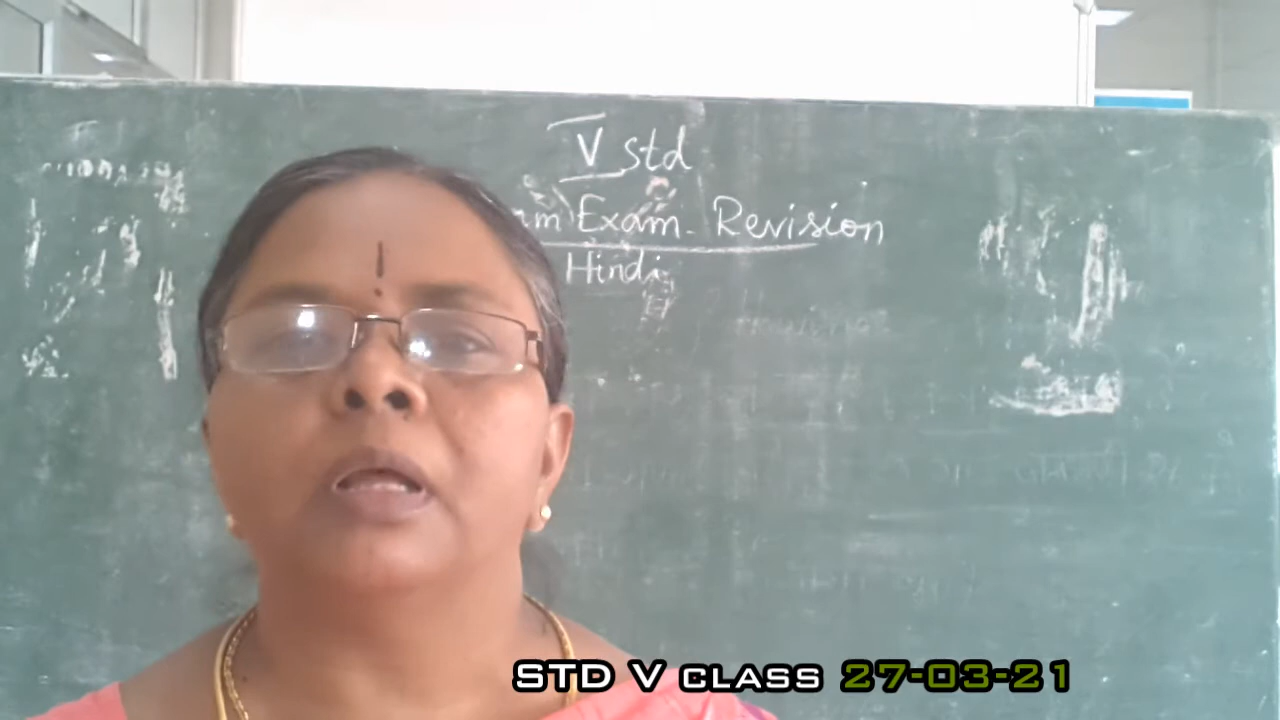 V Std
Exam - Revision
Hindi
STD V CLASS 27-03-21